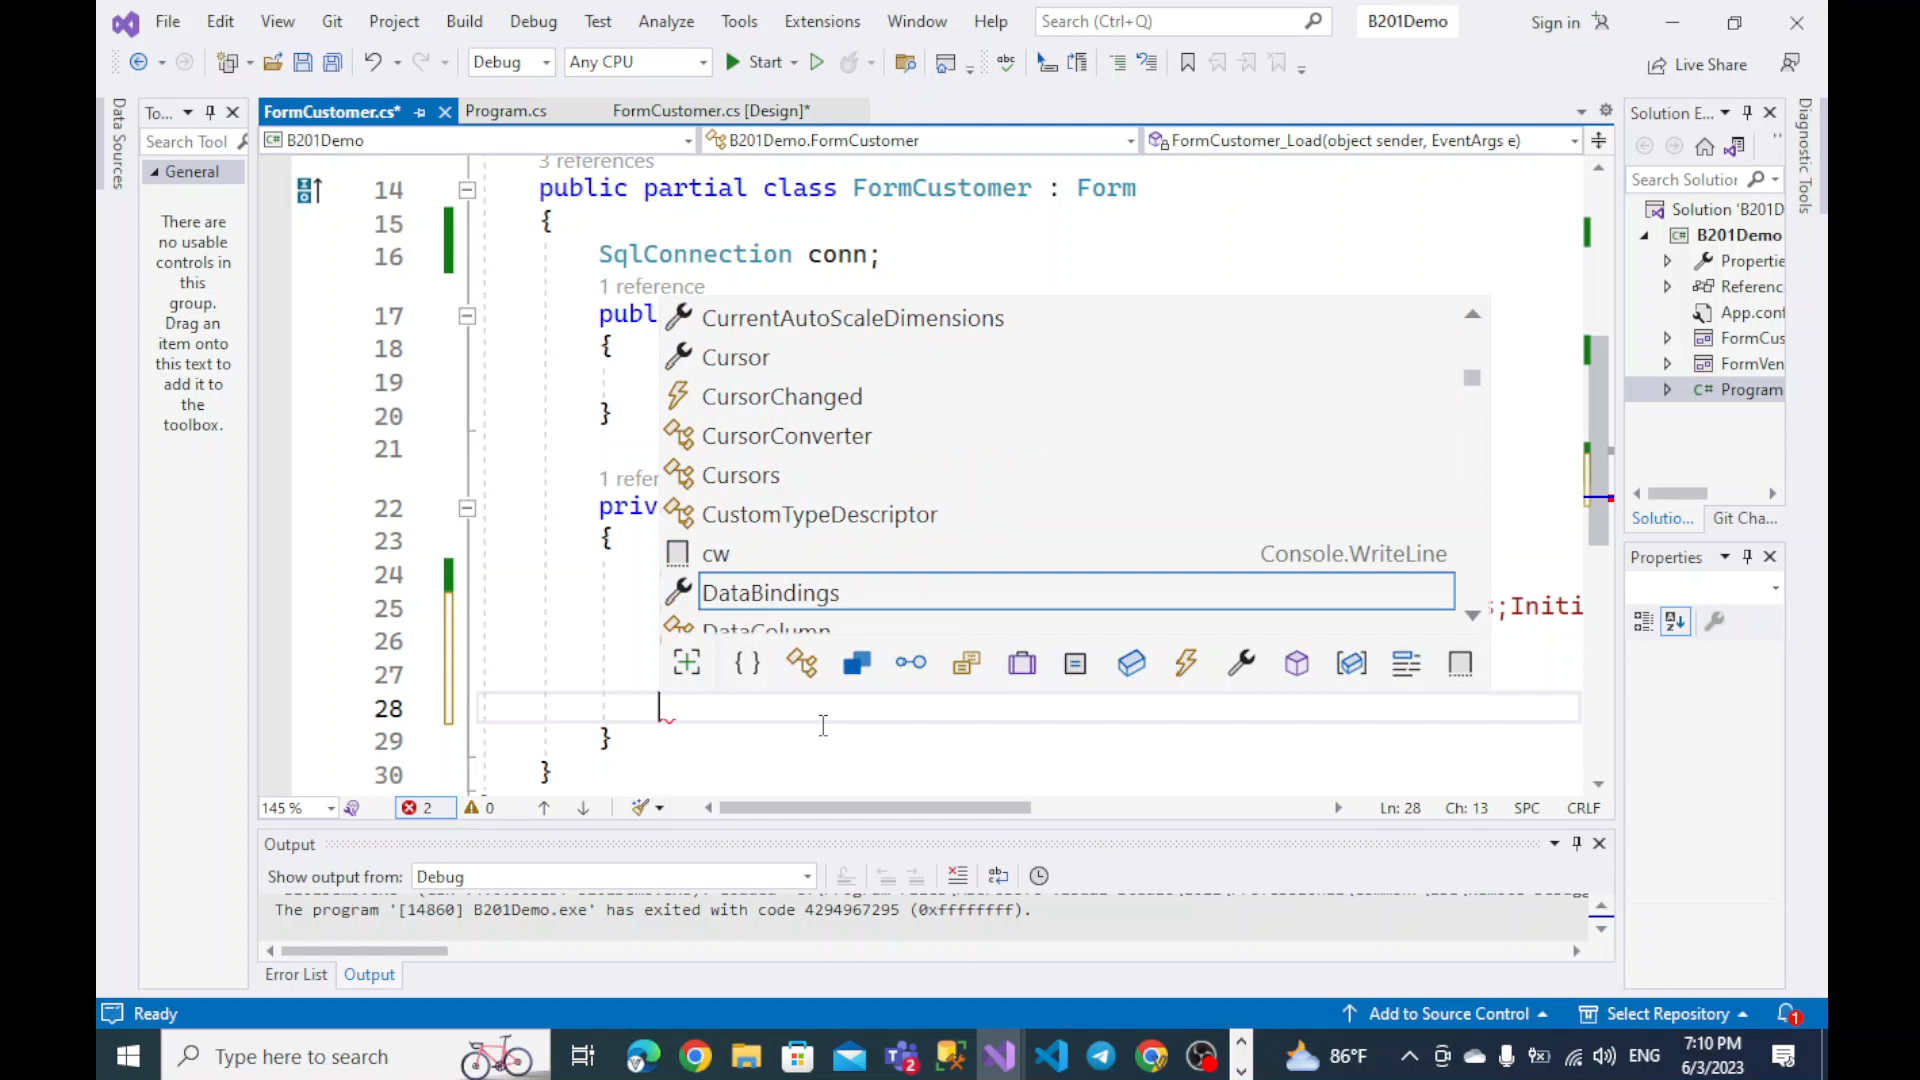 File Edit View Git Project Build Debug Test Analyze Tools Extensions Window Help Search (Ctrl+Q) B201Demo Sign in
Debug Any CPU Start Live Share
Data Sources
To... FormCustomer.cs* Program.cs FormCustomer.cs [Design]* Solution E... Diagnostic Tools
Search Tool B201Demo B201Demo.FormCustomer FormCustomer_Load(object sender, EventArgs e)
General
There are
no usable
controls in
this
group.
Drag an
item onto
this text to
add it to
the
toolbox.
3 references
14 public partial class FormCustomer : Form
15 {
16 SqlConnection conn;
1 reference
17 publ
18 {
19
20 }
21
1 refer
22 priv
23 {
24
25 ;Initi
26
27
28
29 }
30 }
CurrentAutoScaleDimensions
Cursor
CursorChanged
CursorConverter
Cursors
CustomTypeDescriptor
cw Console.WriteLine
DataBindings
DataColumn
145 % 2 0 Ln: 28 Ch: 13 SPC CRLF
Search Solution
Solution 'B201D
B201Demo
Propertie
Referenc
App.conf
FormCus
FormVen
C# Program
Solutio... Git Cha...
Properties
Output
Show output from: Debug
The program '[14860] B201Demo.exe' has exited with code 4294967295 (0xffffffff).
Error List Output
Ready Add to Source Control Select Repository 1
Type here to search 2 86°F ENG 7:10 PM
6/3/2023